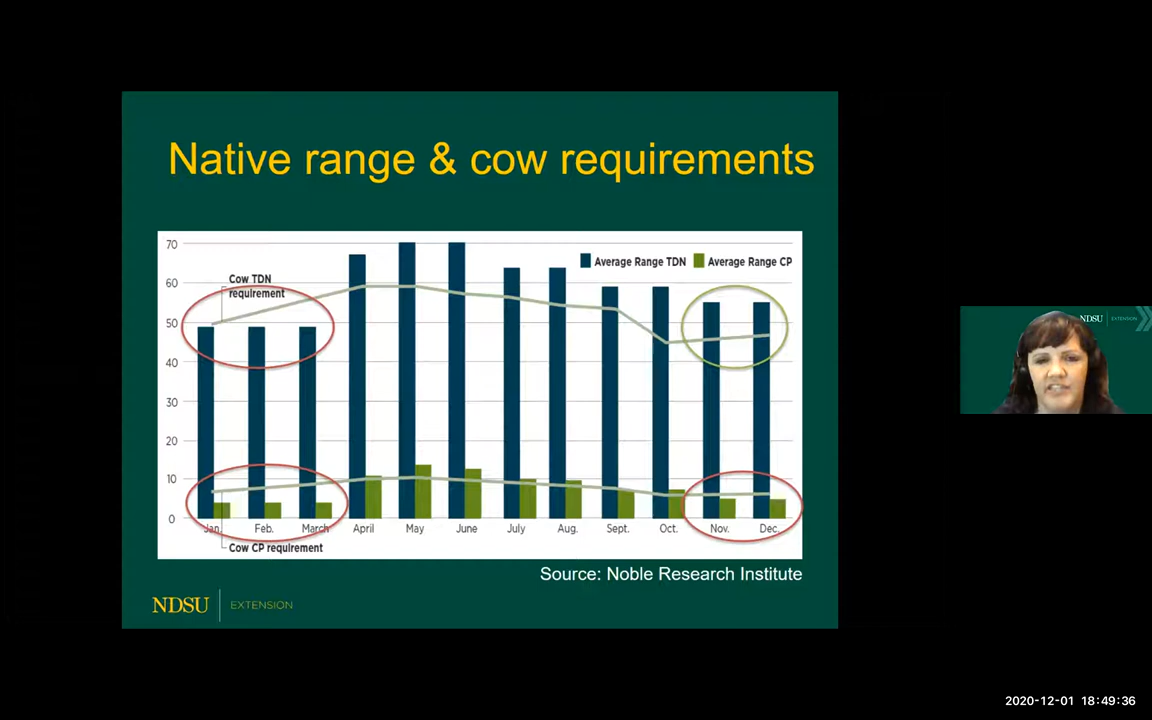 Native range & cow requirements
70
60
50
40
30
20
10
0
Cow TDN
requirement
Average Range TDN
Average Range CP
Jan.
Feb.
March
April
May
June
July
Aug.
Sept.
Oct.
Nov.
Dec.
Cow CP requirement
Source: Noble Research Institute
NDSU EXTENSION
NDSU EXTENSION
2020-12-01 18:49:36